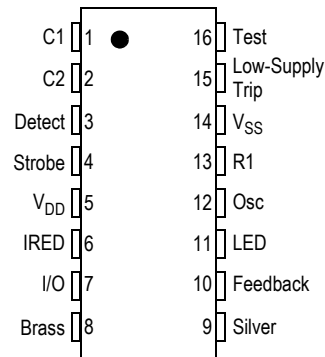 C1 1 16 Test
C2 2 15 Low-Supply
Trip
Detect 3 14 VSS
Strobe 4 13 R1
VDD 5 12 Osc
IRED 6 11 LED
I/O 7 10 Feedback
Brass 8 9 Silver